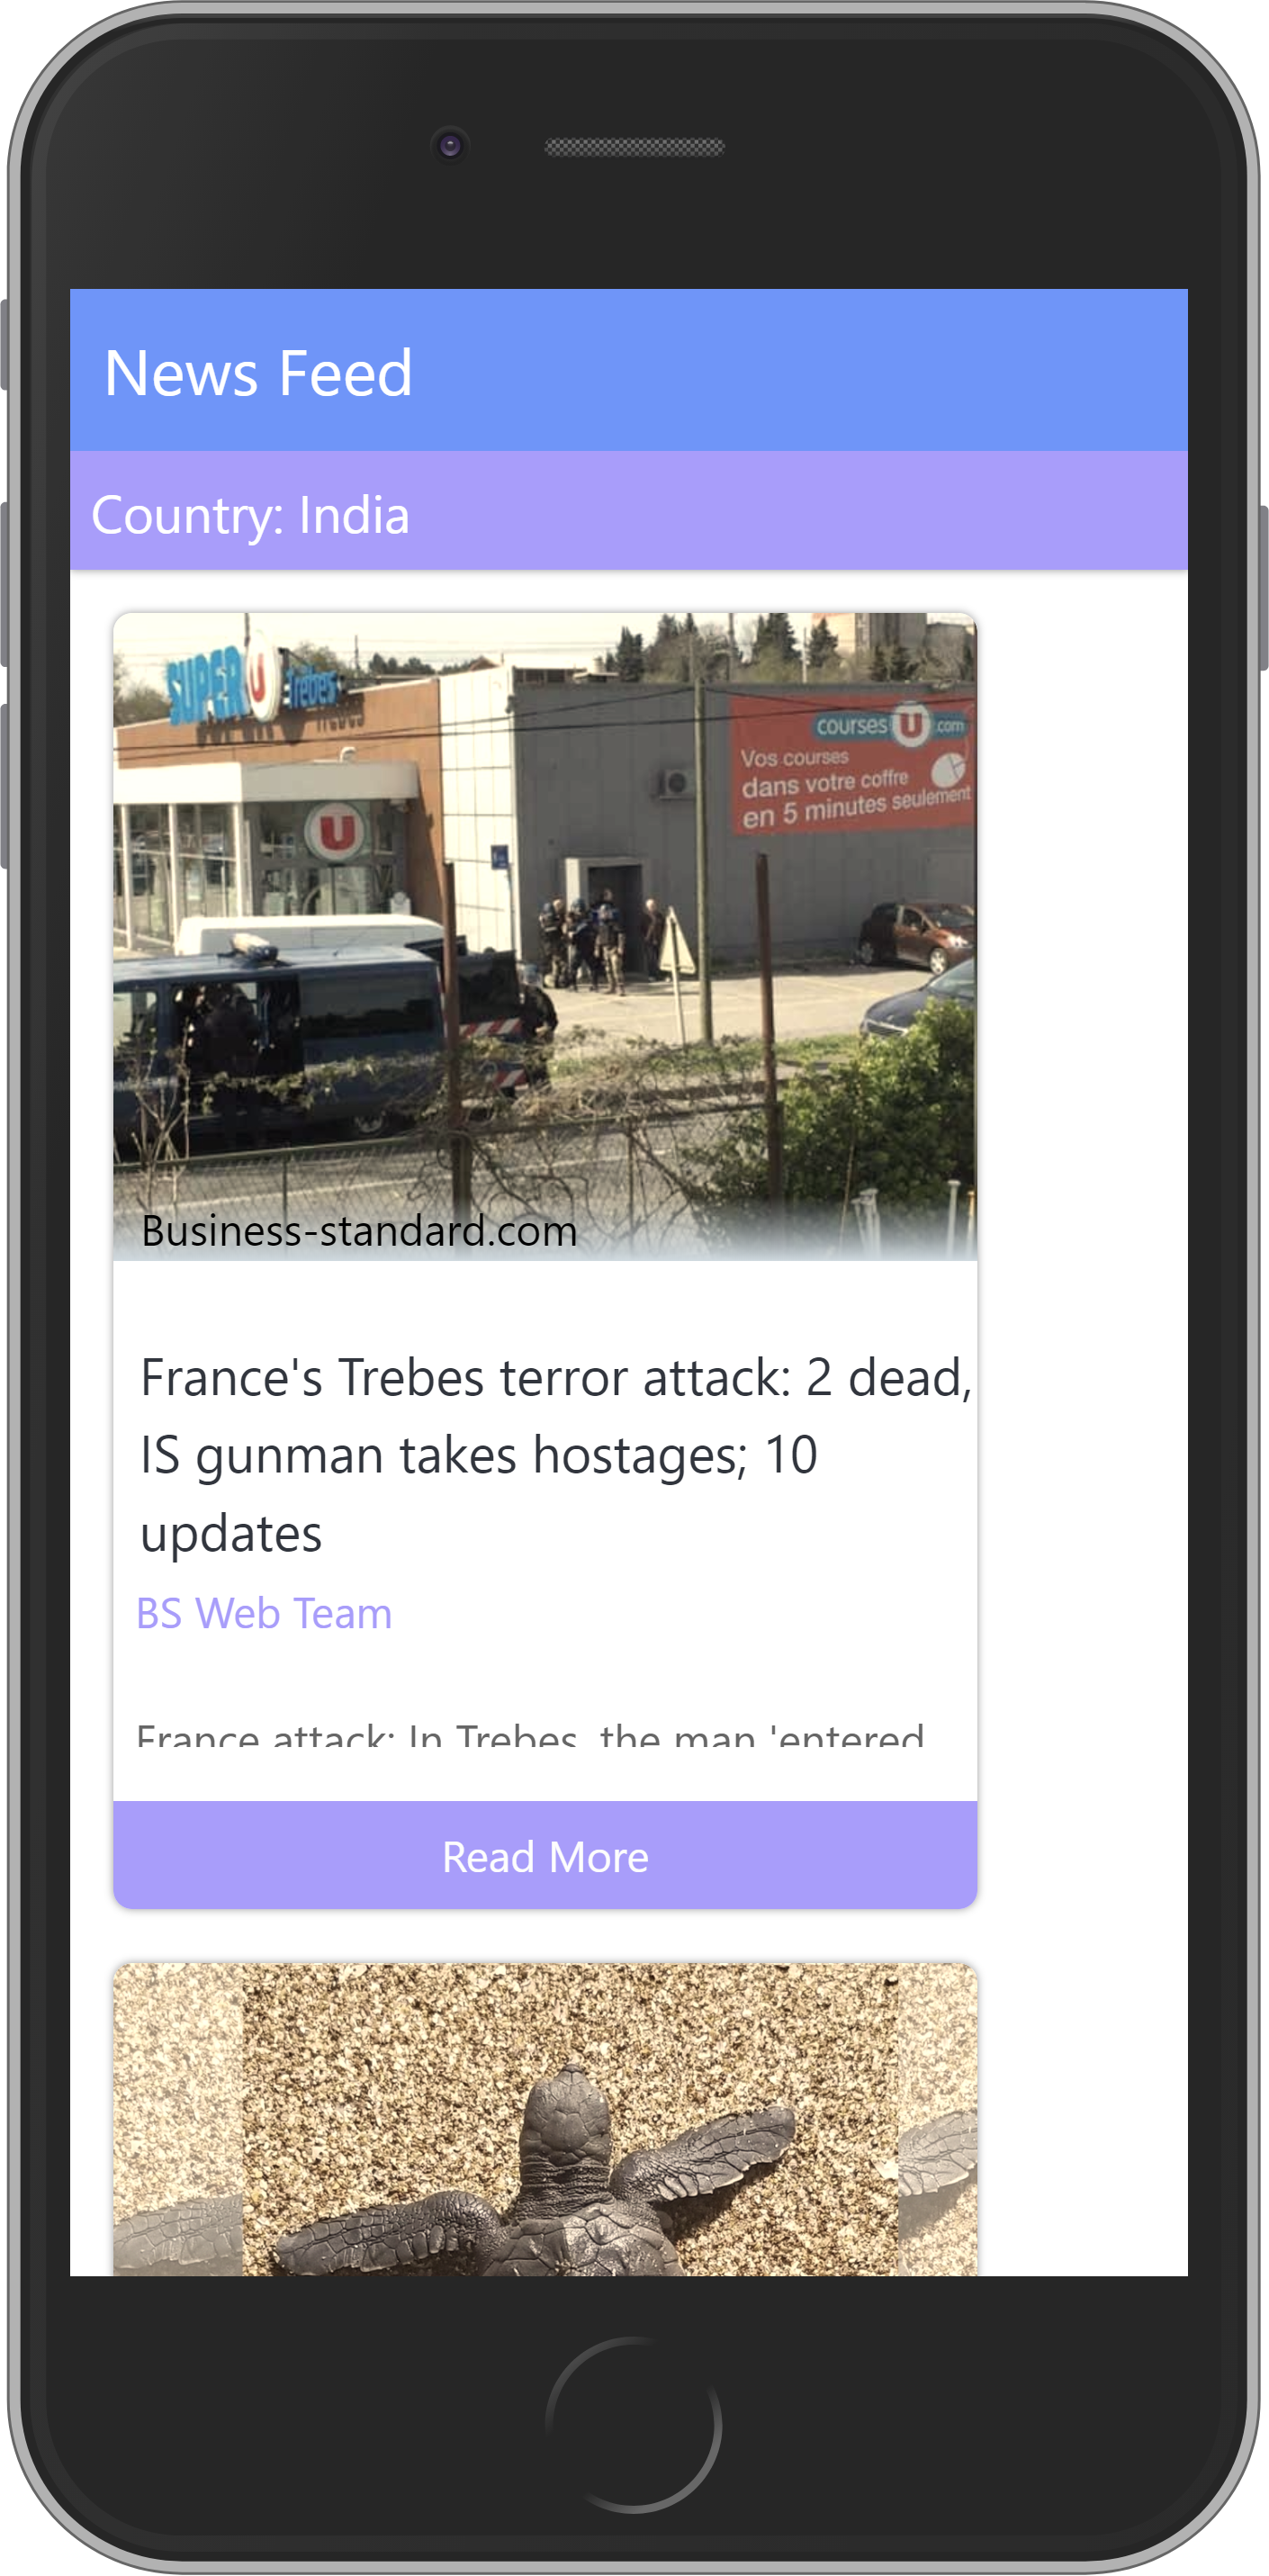 News Feed
Country: India
SUPER U Trèbes
courses U .com
Vos courses
dans votre coffre
en 5 minutes seulement
U
Business-standard.com
France's Trebes terror attack: 2 dead,
IS gunman takes hostages; 10
updates
BS Web Team
France attack: In Trebes, the man 'entered
Read More